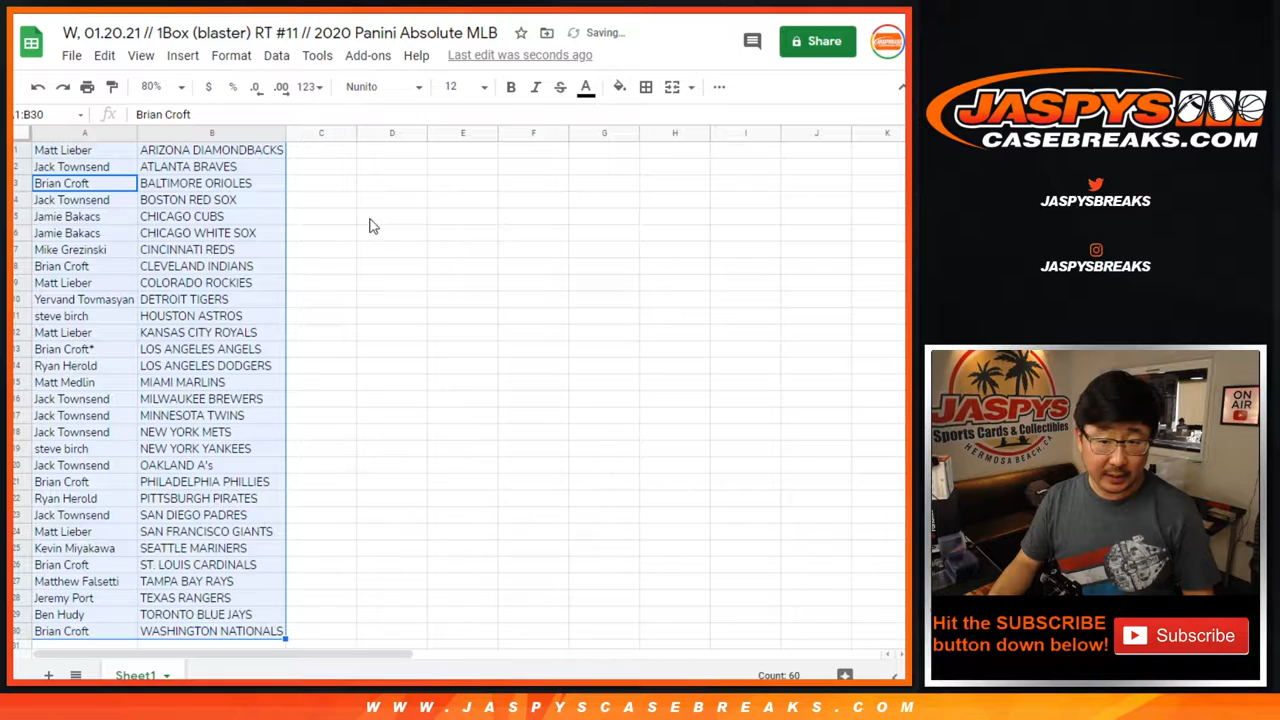 W, 01.20.21 // 1Box (blaster) RT #11 // 2020 Panini Absolute MLB
Saving...
File Edit View Insert Format Data Tools Add-ons Help Last edit was seconds ago
Share
80% $ % .0 .00 123 Nunito 12 B I S A
1:B30 fx Brian Croft
A B C D E F G H I J K
1 Matt Lieber ARIZONA DIAMONDBACKS
2 Jack Townsend ATLANTA BRAVES
3 Brian Croft BALTIMORE ORIOLES
4 Jack Townsend BOSTON RED SOX
5 Jamie Bakacs CHICAGO CUBS
6 Jamie Bakacs CHICAGO WHITE SOX
7 Mike Grezinski CINCINNATI REDS
8 Brian Croft CLEVELAND INDIANS
9 Matt Lieber COLORADO ROCKIES
10 Yervand Tovmasyan DETROIT TIGERS
11 steve birch HOUSTON ASTROS
12 Matt Lieber KANSAS CITY ROYALS
13 Brian Croft* LOS ANGELES ANGELS
14 Ryan Herold LOS ANGELES DODGERS
15 Matt Medlin MIAMI MARLINS
16 Jack Townsend MILWAUKEE BREWERS
17 Jack Townsend MINNESOTA TWINS
18 Jack Townsend NEW YORK METS
19 steve birch NEW YORK YANKEES
20 Jack Townsend OAKLAND A's
21 Brian Croft PHILADELPHIA PHILLIES
22 Ryan Herold PITTSBURGH PIRATES
23 Jack Townsend SAN DIEGO PADRES
24 Matt Lieber SAN FRANCISCO GIANTS
25 Kevin Miyakawa SEATTLE MARINERS
26 Brian Croft ST. LOUIS CARDINALS
27 Matthew Falsetti TAMPA BAY RAYS
28 Jeremy Port TEXAS RANGERS
29 Ben Hudy TORONTO BLUE JAYS
30 Brian Croft WASHINGTON NATIONALS
31
Sheet1
Count: 60
JASPYS
CASEBREAKS.COM
JASPYSBREAKS
JASPYSBREAKS
JASPYS
Sports Cards & Collectibles
HERMOSA BEACH, CA
ON AIR
Hit the SUBSCRIBE
button down below!
Subscribe
WWW.JASPYSCASEBREAKS.COM